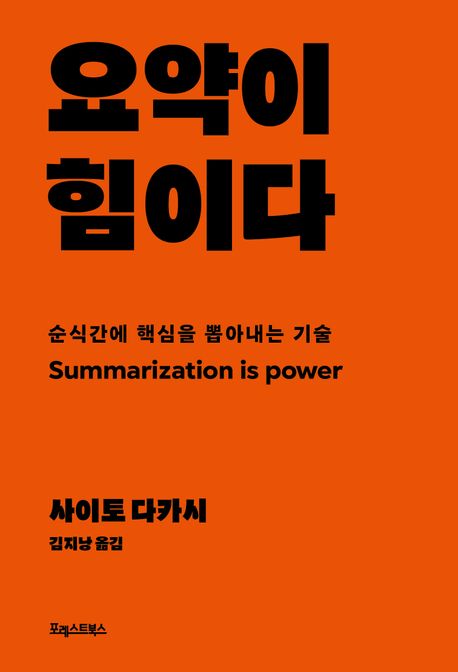 요약이
힘이다
순식간에 핵심을 뽑아내는 기술
Summarization is power
사이토 다카시
김지낭 옮김
포레스트북스